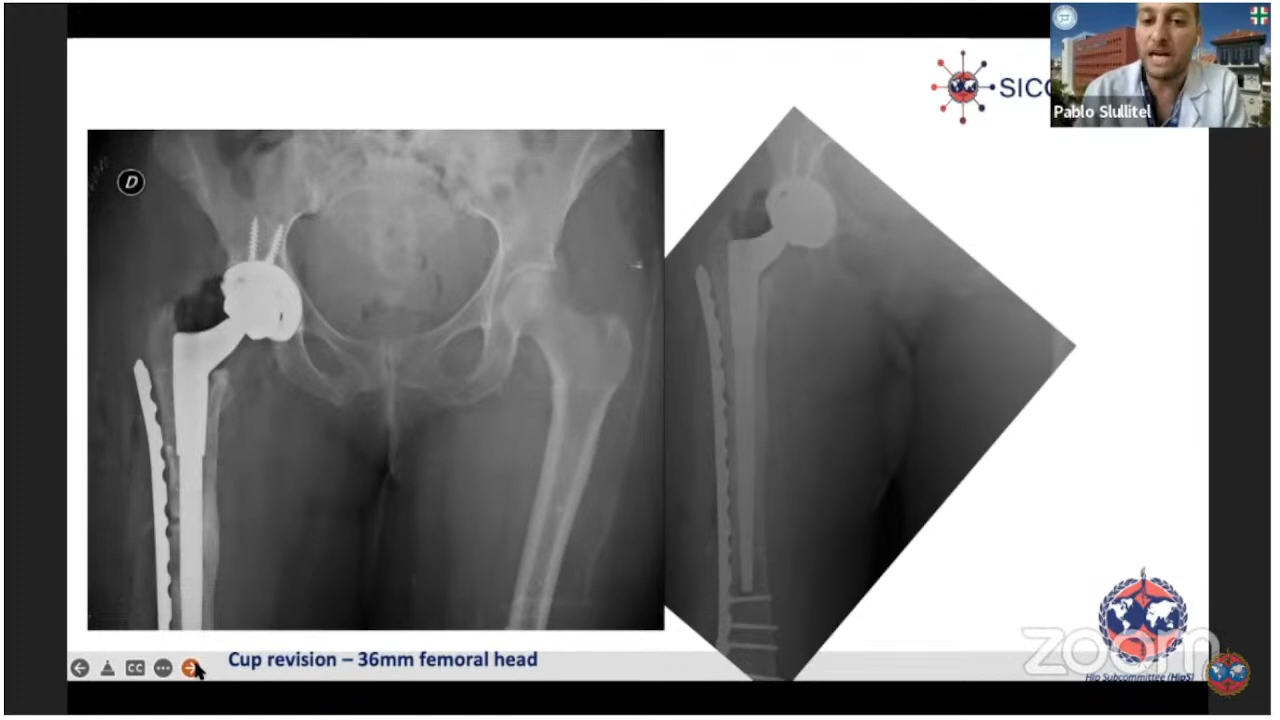 SICO
Pablo Slullitel
D
CC
Cup revision – 36mm femoral head
zoom
Hip Subcommittee (HipS)